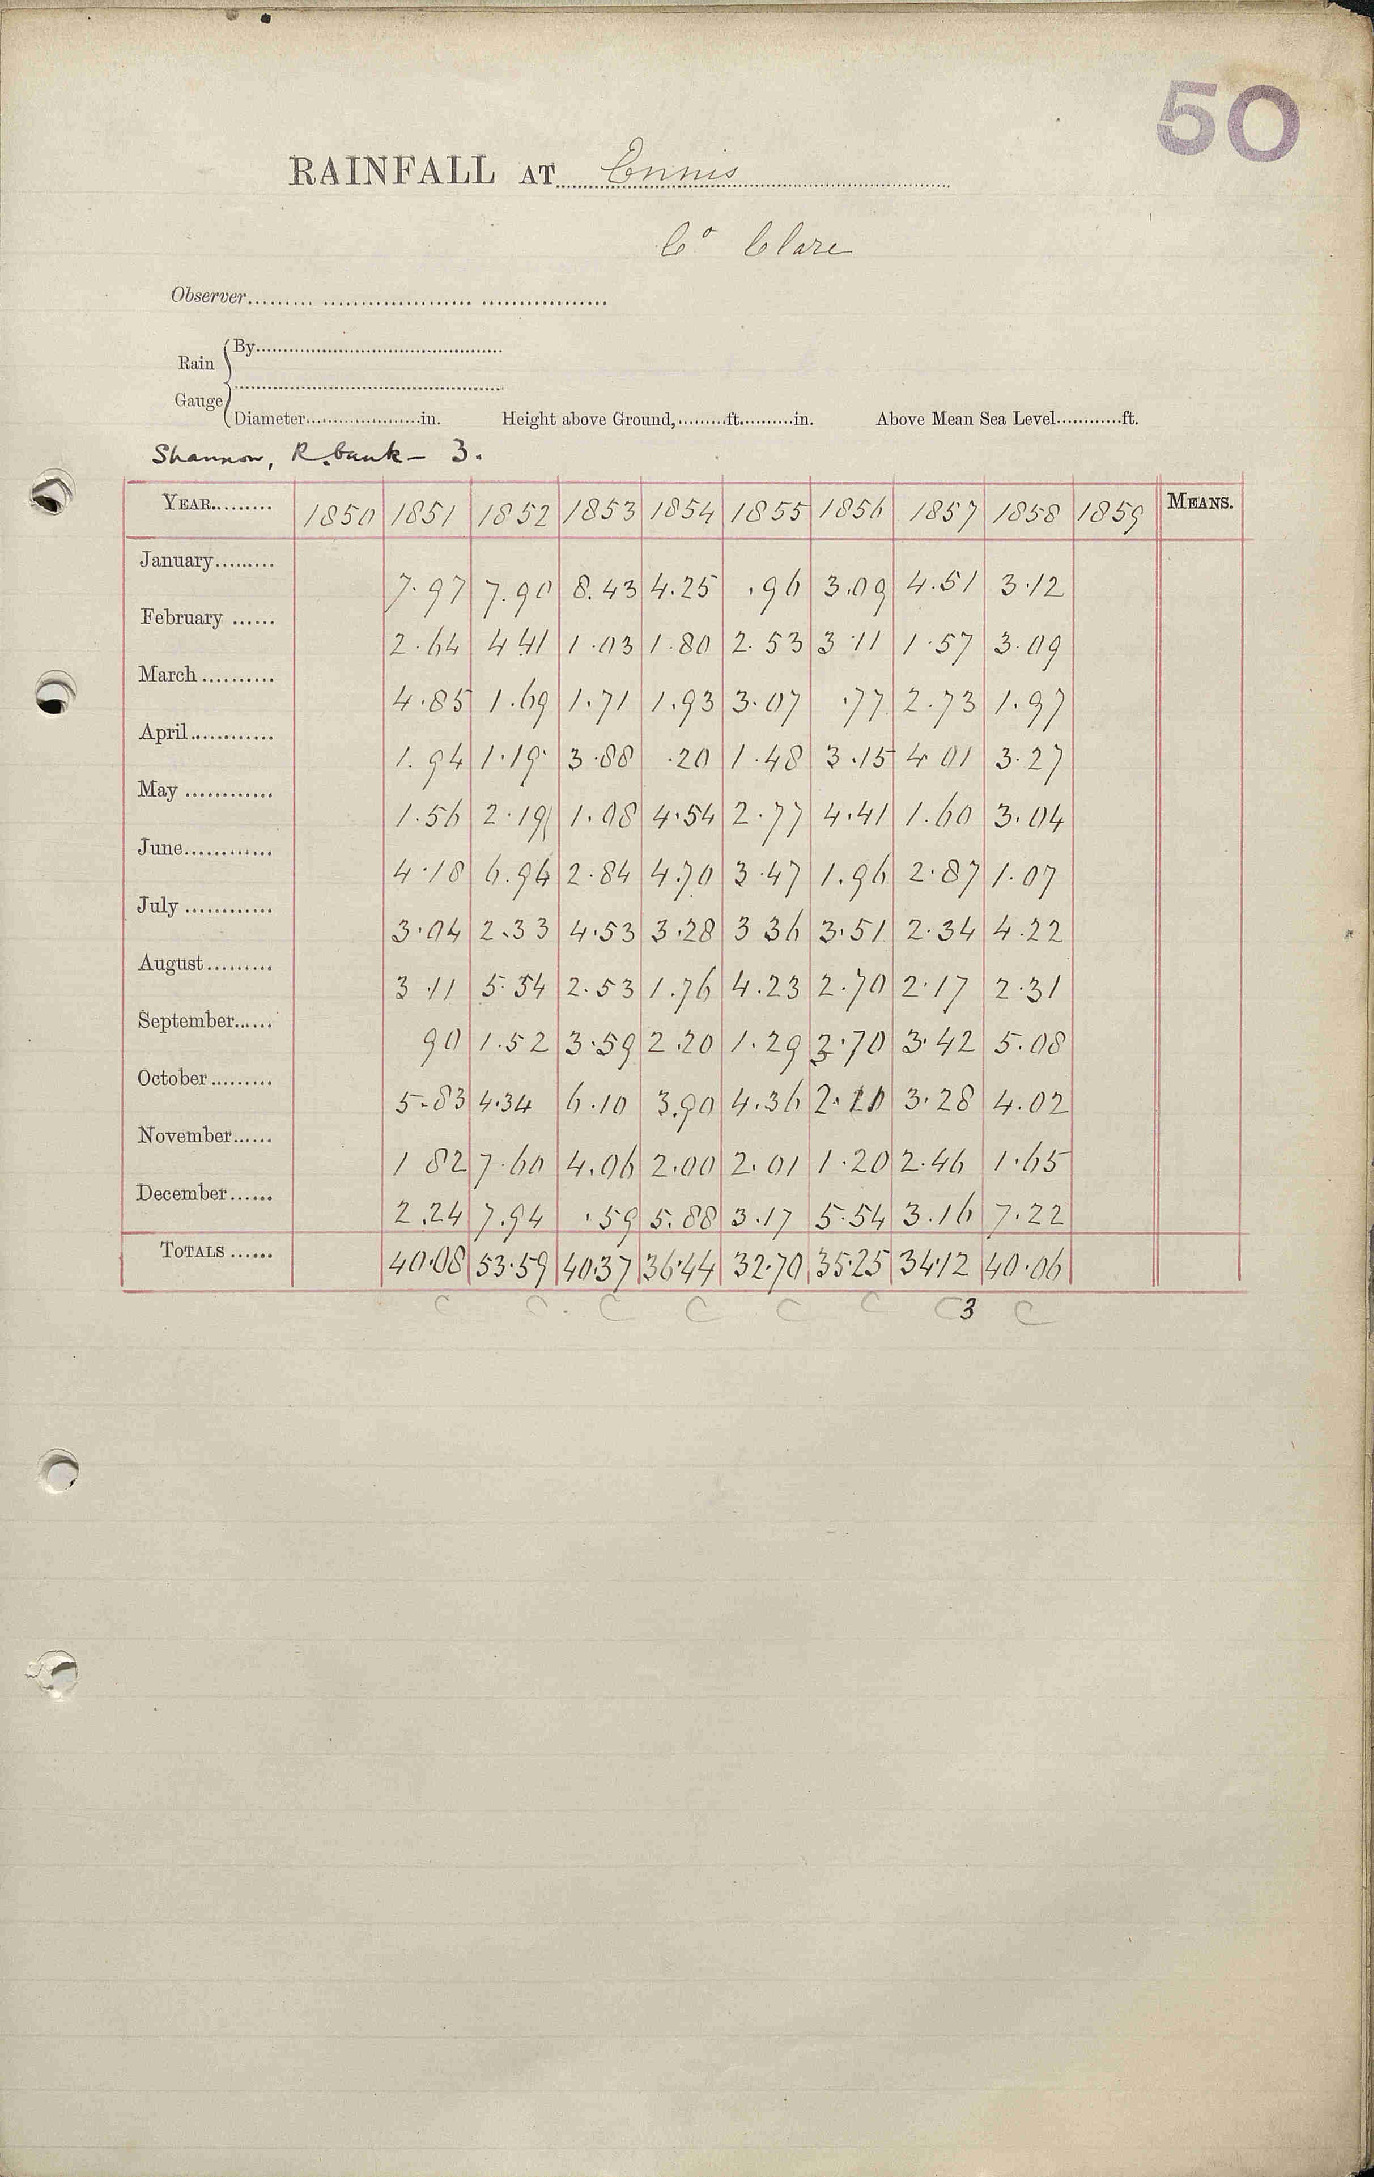 50
RAINFALL AT Ennis
Co Clare
Observer
Rain Gauge { By
Diameter in. Height above Ground, ft. in. Above Mean Sea Level ft.
Shannon, R. bank - 3.
YEAR 1850 1851 1852 1853 1854 1855 1856 1857 1858 1859 MEANS.
January 7.97 7.90 8.43 4.25 .96 3.09 4.51 3.12
February 2.64 4.41 1.03 1.80 2.53 3.11 1.57 3.09
March 4.85 1.69 1.71 1.93 3.07 .77 2.73 1.97
April 1.94 1.19 3.88 .20 1.48 3.15 4 01 3.27
May 1.56 2.19 1.08 4.54 2.77 4.41 1.60 3.04
June 4.18 6.94 2.84 4.70 3.47 1.96 2.87 1.07
July 3.04 2.33 4.53 3.28 3 36 3.51 2.34 4.22
August 3.11 5.54 2.53 1.76 4.23 2.70 2.17 2.31
September 90 1.52 3.59 2.20 1.29 3.70 3.42 5.08
October 5.83 4.34 6.10 3.90 4.36 2.11 3.28 4.02
November 1 82 7.60 4.06 2.00 2.01 1.20 2.46 1.65
December 2.24 7.94 .59 5.88 3.17 5.54 3.16 7.22
TOTALS 40.08 53.59 40.37 36.44 32.70 35.25 34.12 40.06
C C C C C C C 3 C